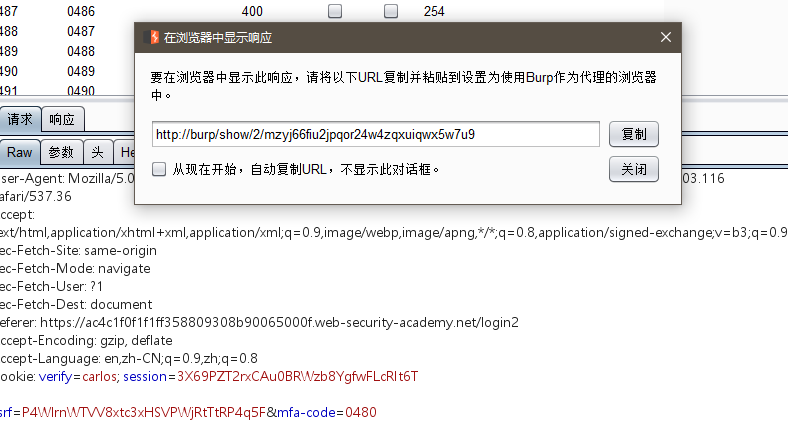 487 0486 400 254
488 0487
489 0488
490 0489
491 0490
在浏览器中显示响应
要在浏览器中显示此响应，请将以下URL复制并粘贴到设置为使用Burp作为代理的浏览器
中。
http://burp/show/2/mzyj66fiu2jpqor24w4zqxuiqwx5w7u9 复制
从现在开始，自动复制URL，不显示此对话框。 关闭
请求 响应
Raw 参数 头 He
ser-Agent: Mozilla/5.0 03.116
afari/537.36
ccept:
ext/html,application/xhtml+xml,application/xml;q=0.9,image/webp,image/apng,*/*;q=0.8,application/signed-exchange;v=b3;q=0.9
ec-Fetch-Site: same-origin
ec-Fetch-Mode: navigate
ec-Fetch-User: ?1
ec-Fetch-Dest: document
eferer: https://ac4c1f0f1f1ff358809308b90065000f.web-security-academy.net/login2
ccept-Encoding: gzip, deflate
ccept-Language: en,zh-CN;q=0.9,zh;q=0.8
ookie: verify=carlos; session=3X69PZT2rxCAu0BRWzb8YgfwFLcRIt6T
srf=P4WIrnWTVV8xtc3xHSVPWjRtTtRP4q5F&mfa-code=0480